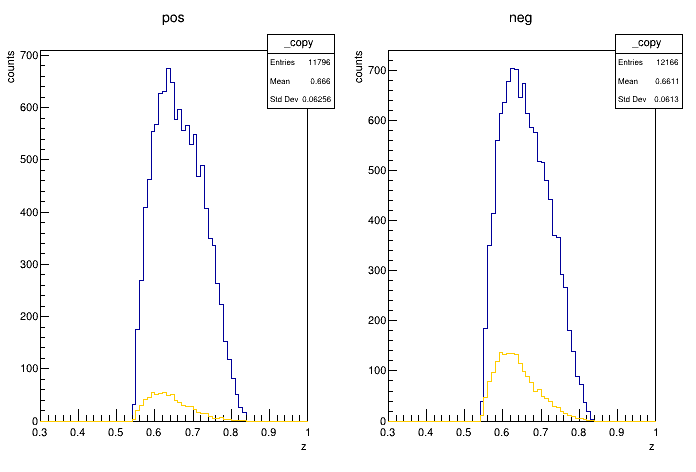 pos
counts
_copy
Entries 11796
Mean 0.666
Std Dev 0.06256
700
600
500
400
300
200
100
0
0.3 0.4 0.5 0.6 0.7 0.8 0.9 1
z
neg
counts
_copy
Entries 12166
Mean 0.6611
Std Dev 0.0613
700
600
500
400
300
200
100
0
0.3 0.4 0.5 0.6 0.7 0.8 0.9 1
z